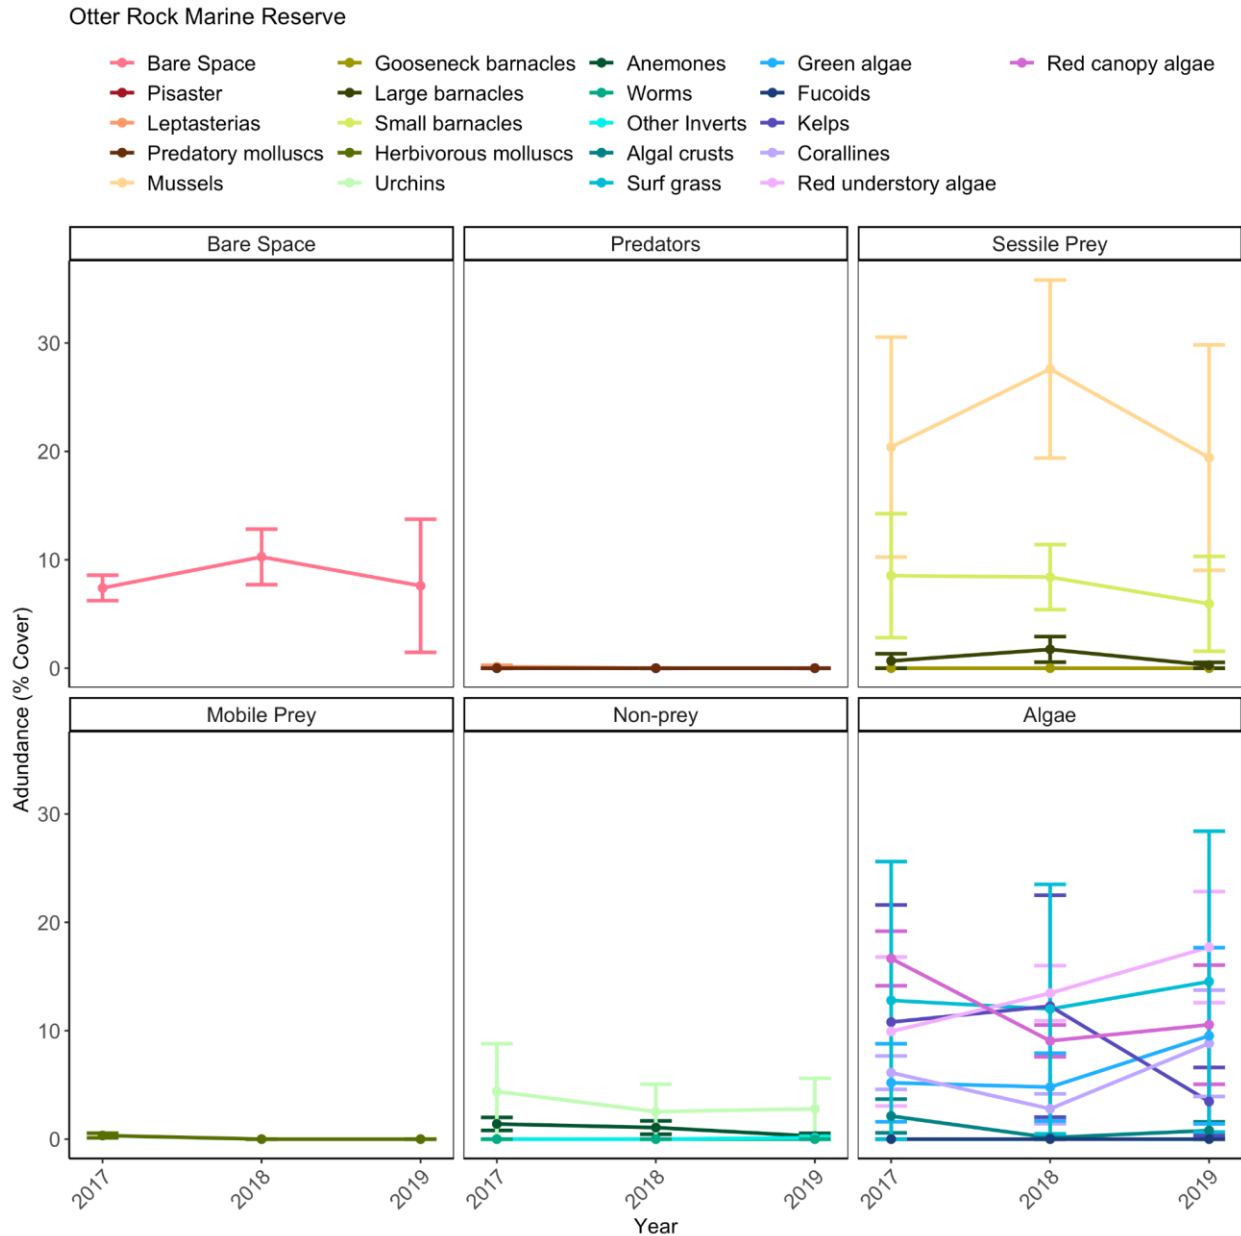 Otter Rock Marine Reserve
Bare Space Gooseneck barnacles Anemones Green algae Red canopy algae
Pisaster Large barnacles Worms Fucoids
Leptasterias Small barnacles Other Inverts Kelps
Predatory molluscs Herbivorous molluscs Algal crusts Corallines
Mussels Urchins Surf grass Red understory algae
Bare Space Predators Sessile Prey
30
20
10
0
Adundance (% Cover)
Mobile Prey Non-prey Algae
30
20
10
0
2017 2018 2019 2017 2018 2019 2017 2018 2019
Year